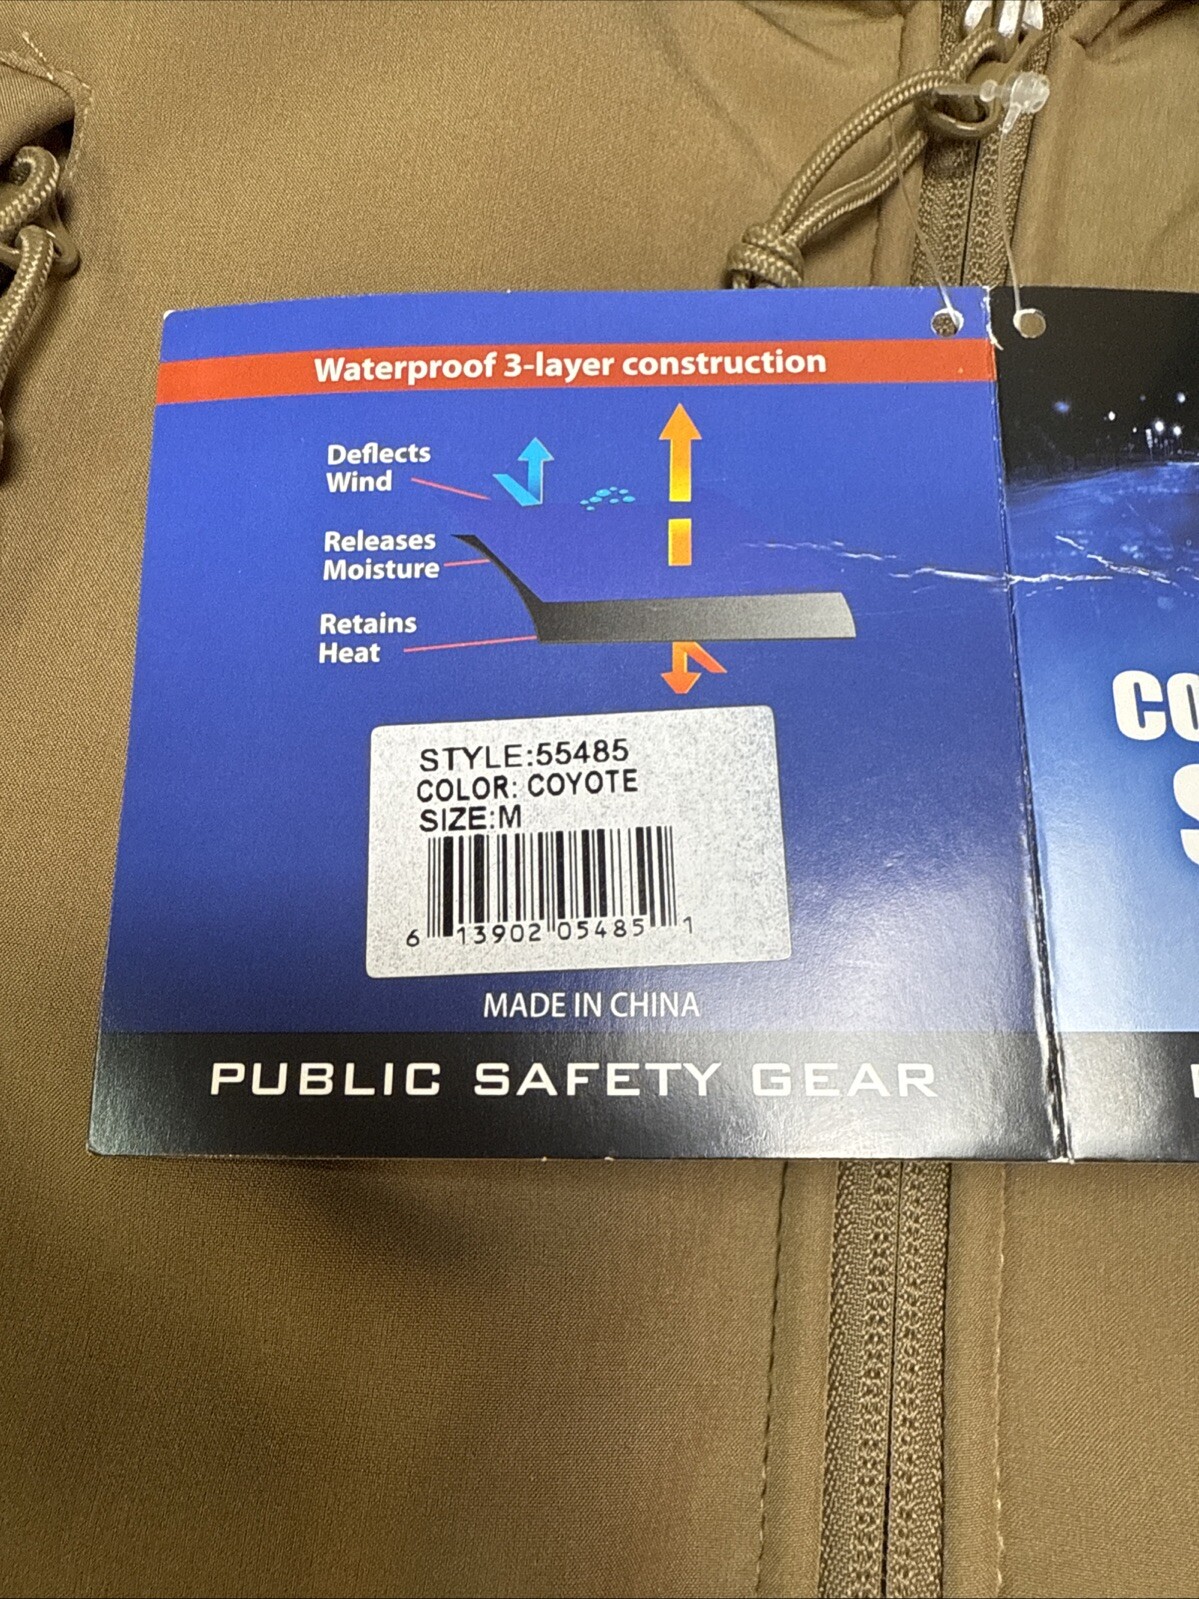 Waterproof 3-layer construction
Deflects
Wind
Releases
Moisture
Retains
Heat
STYLE:55485
COLOR: COYOTE
SIZE:M
6 13902 05485 1
MADE IN CHINA
PUBLIC SAFETY GEAR
CO
S